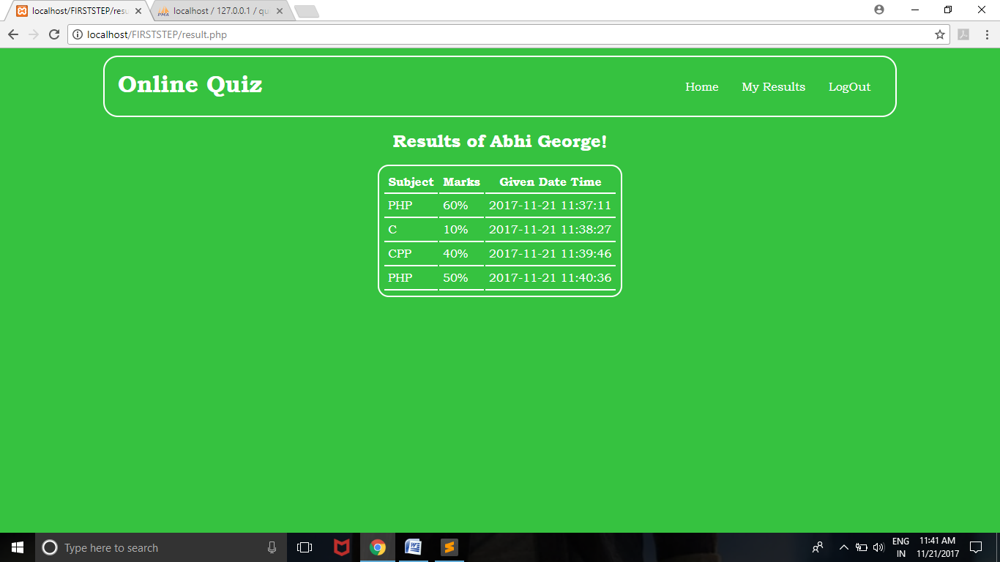 localhost/FIRSTSTEP/resu
localhost / 127.0.0.1 / qu
localhost/FIRSTSTEP/result.php
Online Quiz
Home My Results LogOut
Results of Abhi George!
Subject Marks Given Date Time
PHP 60% 2017-11-21 11:37:11
C 10% 2017-11-21 11:38:27
CPP 40% 2017-11-21 11:39:46
PHP 50% 2017-11-21 11:40:36
Type here to search
ENG 11:41 AM
IN 11/21/2017